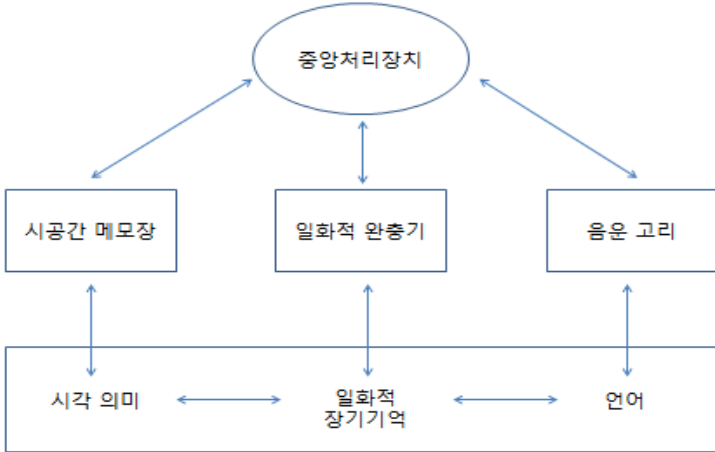 중앙처리장치
시공간 메모장
일화적 완충기
음운 고리
시각 의미
일화적
장기기억
언어